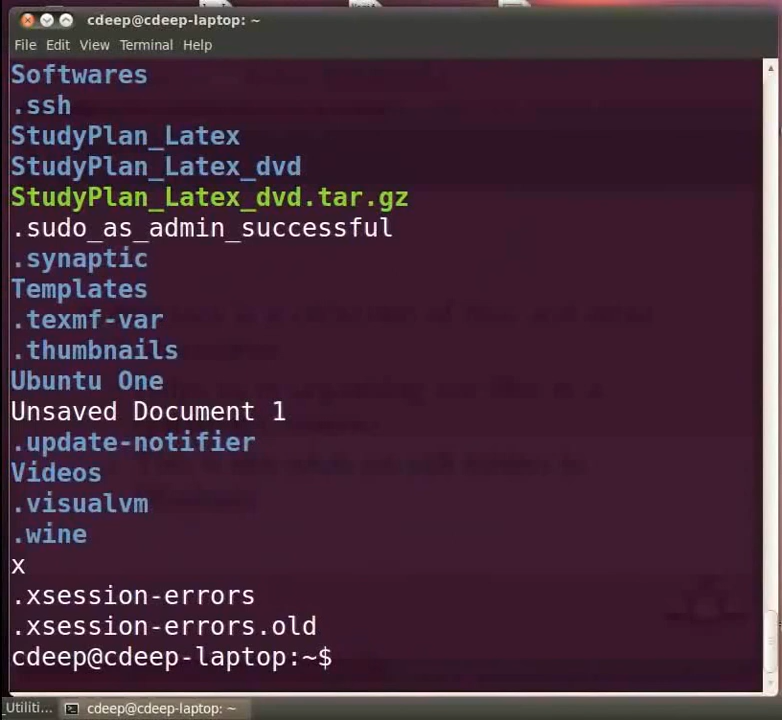 cdeep@cdeep-laptop: ~
File Edit View Terminal Help
Softwares
.ssh
StudyPlan_Latex
StudyPlan_Latex_dvd
StudyPlan_Latex_dvd.tar.gz
.sudo_as_admin_successful
.synaptic
Templates
.texmf-var
.thumbnails
Ubuntu One
Unsaved Document 1
.update-notifier
Videos
.visualvm
.wine
x
.xsession-errors
.xsession-errors.old
cdeep@cdeep-laptop:~$
_Utiliti... cdeep@cdeep-laptop: ~